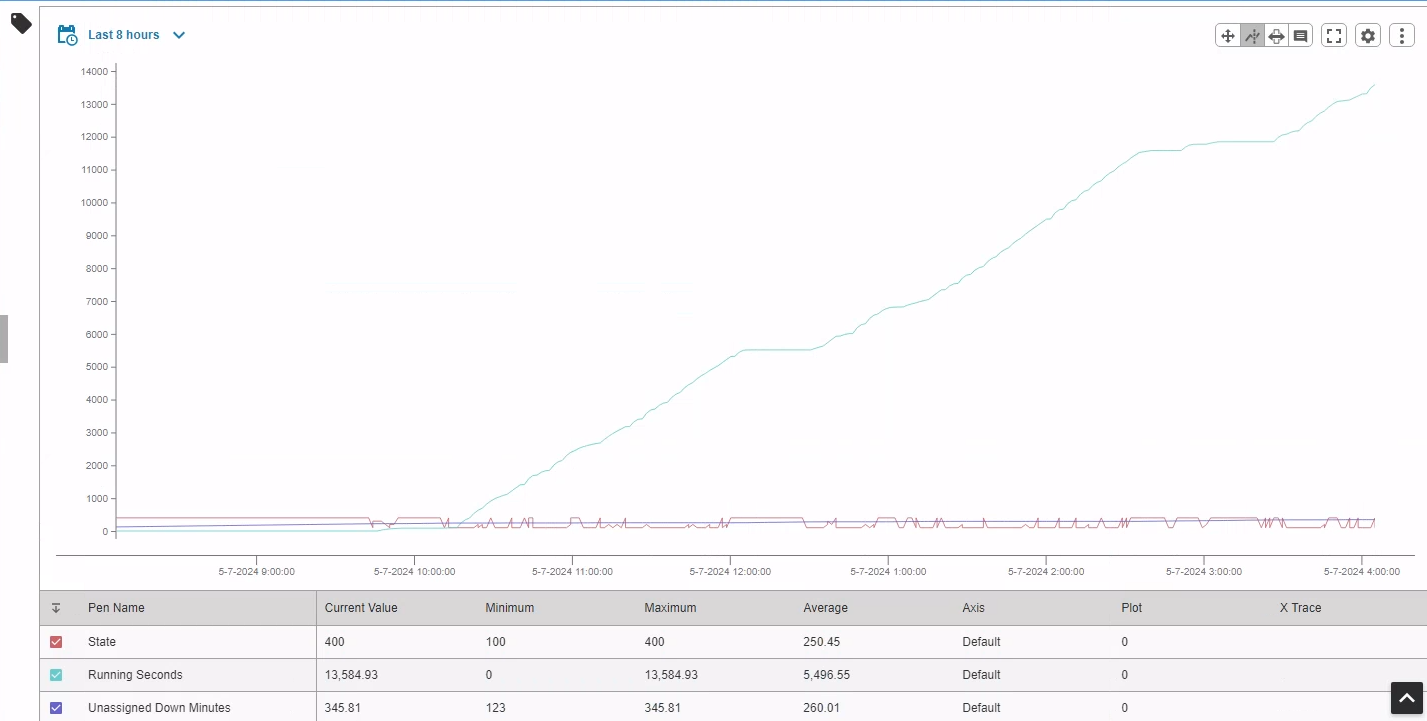 Last 8 hours
14000
13000
12000
11000
10000
9000
8000
7000
6000
5000
4000
3000
2000
1000
0
5-7-2024 9:00:00 5-7-2024 10:00:00 5-7-2024 11:00:00 5-7-2024 12:00:00 5-7-2024 1:00:00 5-7-2024 2:00:00 5-7-2024 3:00:00 5-7-2024 4:00:00
Pen Name Current Value Minimum Maximum Average Axis Plot X Trace
State 400 100 400 250.45 Default 0
Running Seconds 13,584.93 0 13,584.93 5,496.55 Default 0
Unassigned Down Minutes 345.81 123 345.81 260.01 Default 0